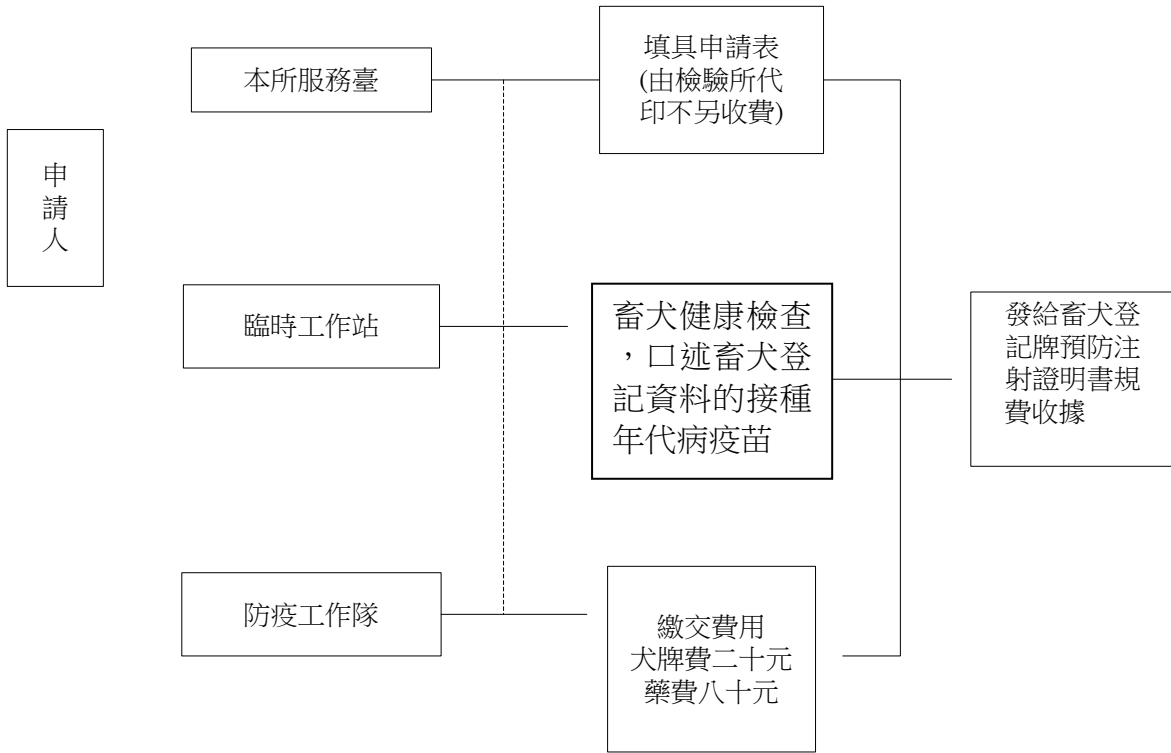 本所服務臺
填具申請表
(由檢驗所代
印不另收費)
申
請
人
臨時工作站
畜犬健康檢查
，口述畜犬登
記資料的接種
年代病疫苗
發給畜犬登
記牌預防注
射證明書規
費收據
防疫工作隊
繳交費用
犬牌費二十元
藥費八十元